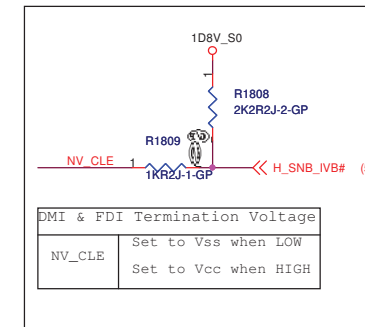 1D8V_S0
1
R1808
2K2R2J-2-GP
R1809
NV_CLE 1
1KR2J-1-GP
H_SNB_IVB#
DMI & FDI Termination Voltage
NV_CLE
Set to Vss when LOW
Set to Vcc when HIGH